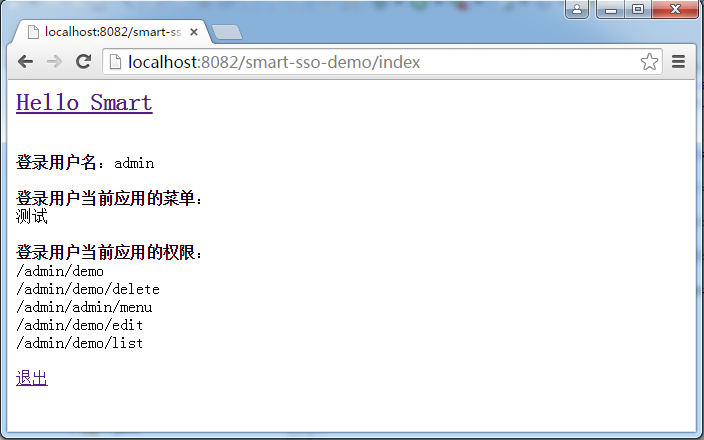 localhost:8082/smart-ss
localhost:8082/smart-sso-demo/index
Hello Smart
登录用户名：admin
登录用户当前应用的菜单：
测试
登录用户当前应用的权限：
/admin/demo
/admin/demo/delete
/admin/admin/menu
/admin/demo/edit
/admin/demo/list
退出